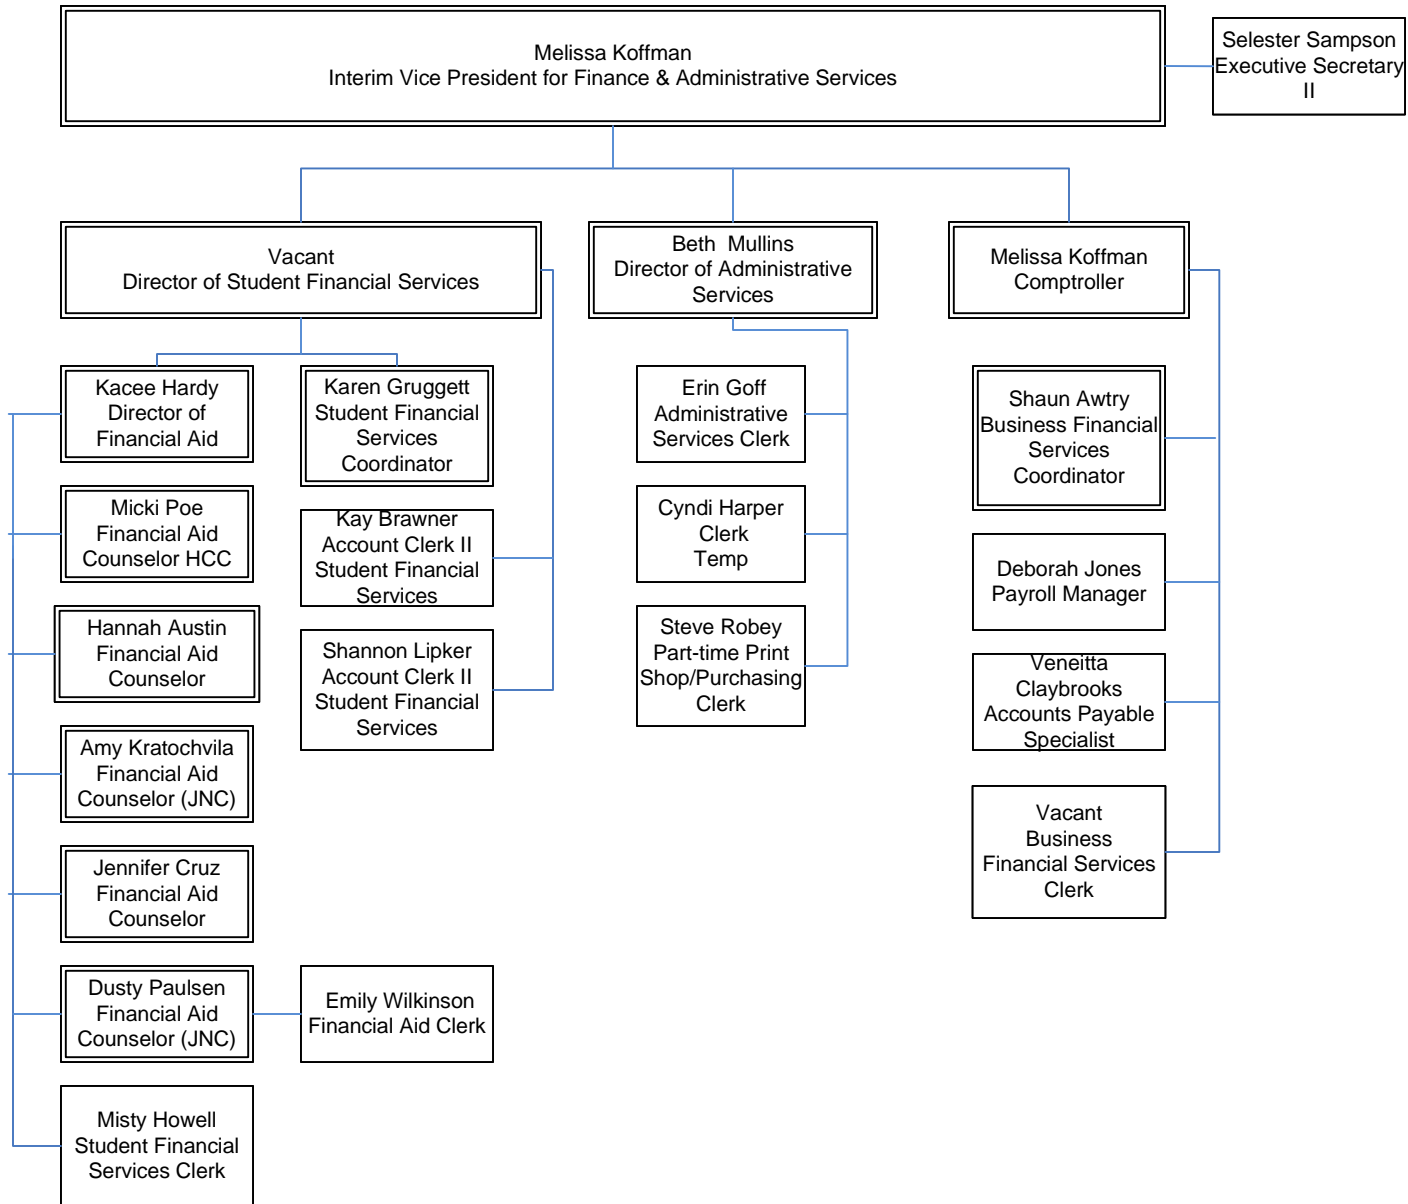 Melissa Koffman
Interim Vice President for Finance & Administrative Services
Selester Sampson
Executive Secretary
II
Vacant
Director of Student Financial Services
Beth Mullins
Director of Administrative
Services
Melissa Koffman
Comptroller
Kacee Hardy
Director of
Financial Aid
Karen Gruggett
Student Financial
Services
Coordinator
Erin Goff
Administrative
Services Clerk
Shaun Awtry
Business Financial
Services
Coordinator
Micki Poe
Financial Aid
Counselor HCC
Kay Brawner
Account Clerk II
Student Financial
Services
Cyndi Harper
Clerk
Temp
Deborah Jones
Payroll Manager
Hannah Austin
Financial Aid
Counselor
Shannon Lipker
Account Clerk II
Student Financial
Services
Steve Robey
Part-time Print
Shop/Purchasing
Clerk
Veneitta
Claybrooks
Accounts Payable
Specialist
Amy Kratochvila
Financial Aid
Counselor (JNC)
Vacant
Business
Financial Services
Clerk
Jennifer Cruz
Financial Aid
Counselor
Dusty Paulsen
Financial Aid
Counselor (JNC)
Emily Wilkinson
Financial Aid Clerk
Misty Howell
Student Financial
Services Clerk